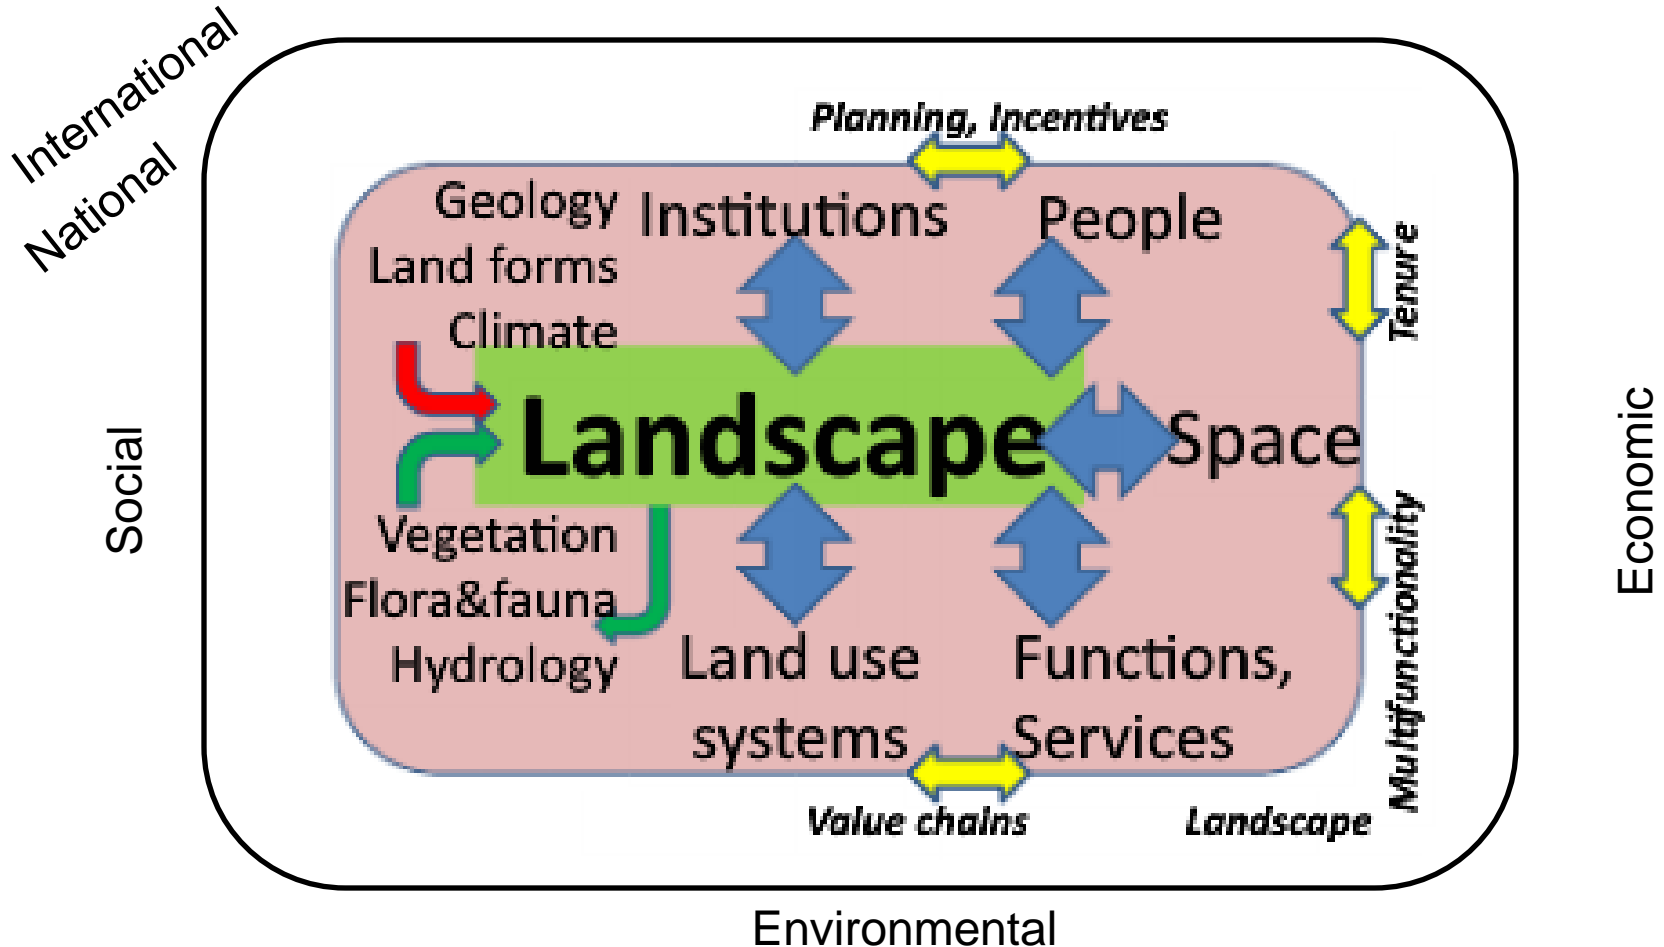 International
National
Planning, Incentives
Geology
Institutions
People
Land forms
Climate
Tenure
Landscape
Space
Social
Economic
Vegetation
Flora&fauna
Hydrology
Land use
systems
Functions,
Services
Multifunctionality
Value chains
Landscape
Environmental